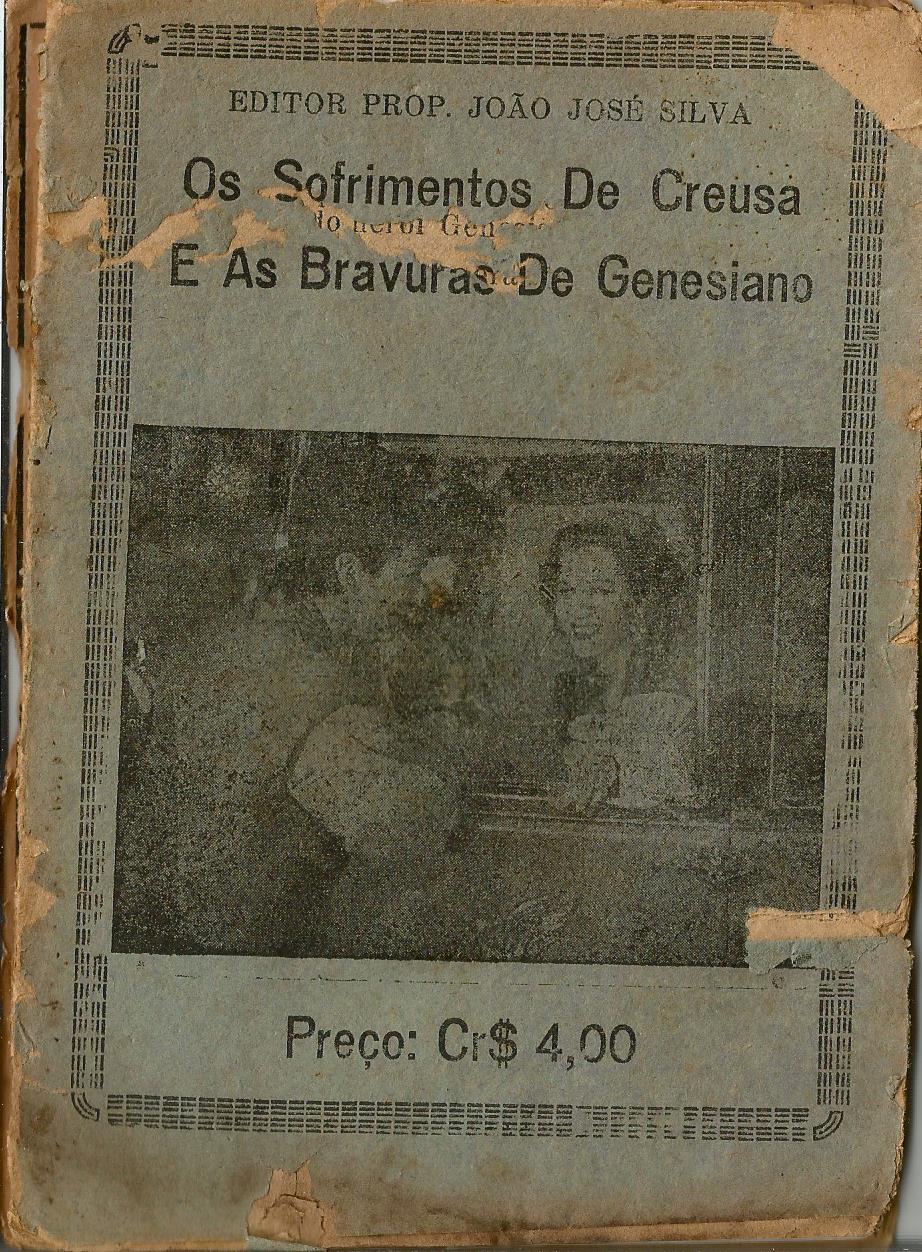 EDITOR PROP. JOÃO JOSÉ SILVA
Os Sofrimentos De Creusa
E As Bravuras De Genesiano
Preço: Cr$ 4,00